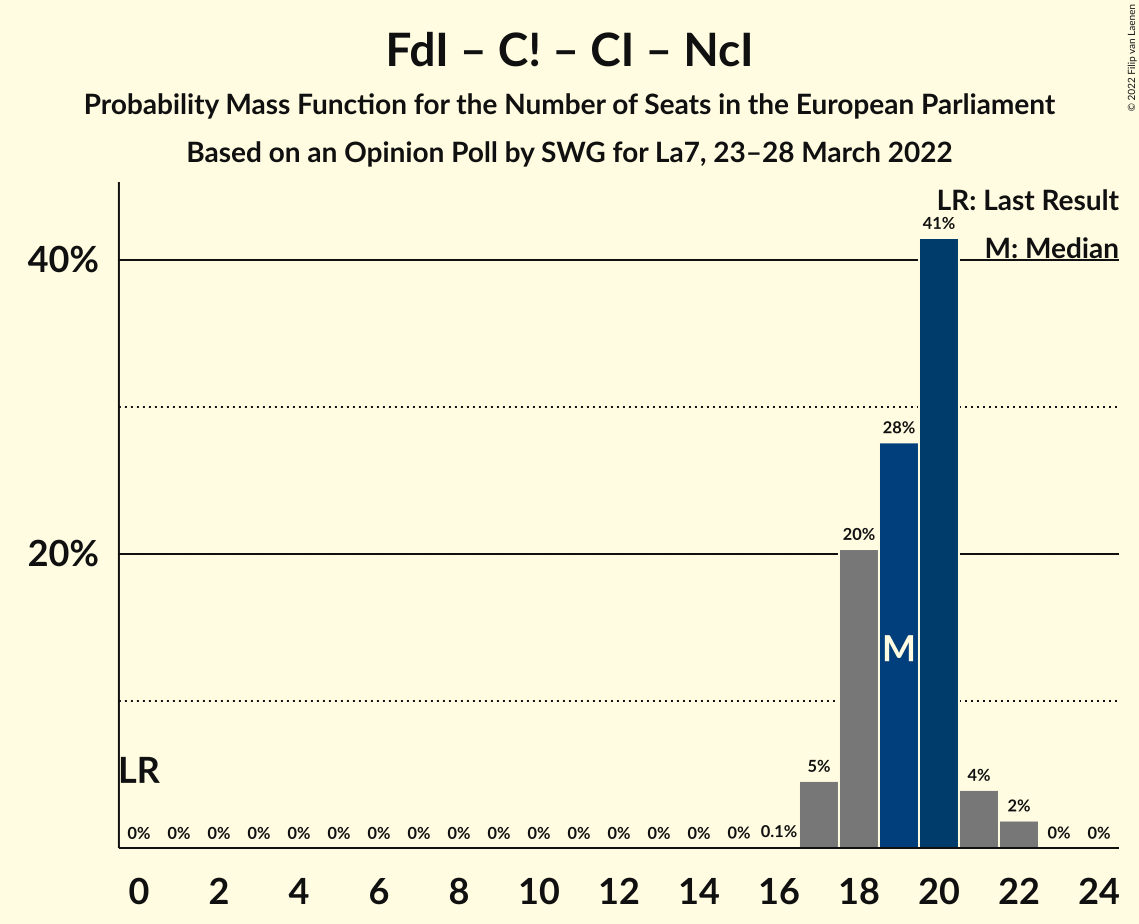 FdI – C! – CI – NcI
Probability Mass Function for the Number of Seats in the European Parliament
Based on an Opinion Poll by SWG for La7, 23–28 March 2022
© 2022 Filip van Laenen
LR: Last Result
M: Median
41%
40%
28%
20%
20%
M
LR
5%
4%
2%
0% 0% 0% 0% 0% 0% 0% 0% 0% 0% 0% 0% 0% 0% 0% 0% 0.1% 0% 0%
0 2 4 6 8 10 12 14 16 18 20 22 24